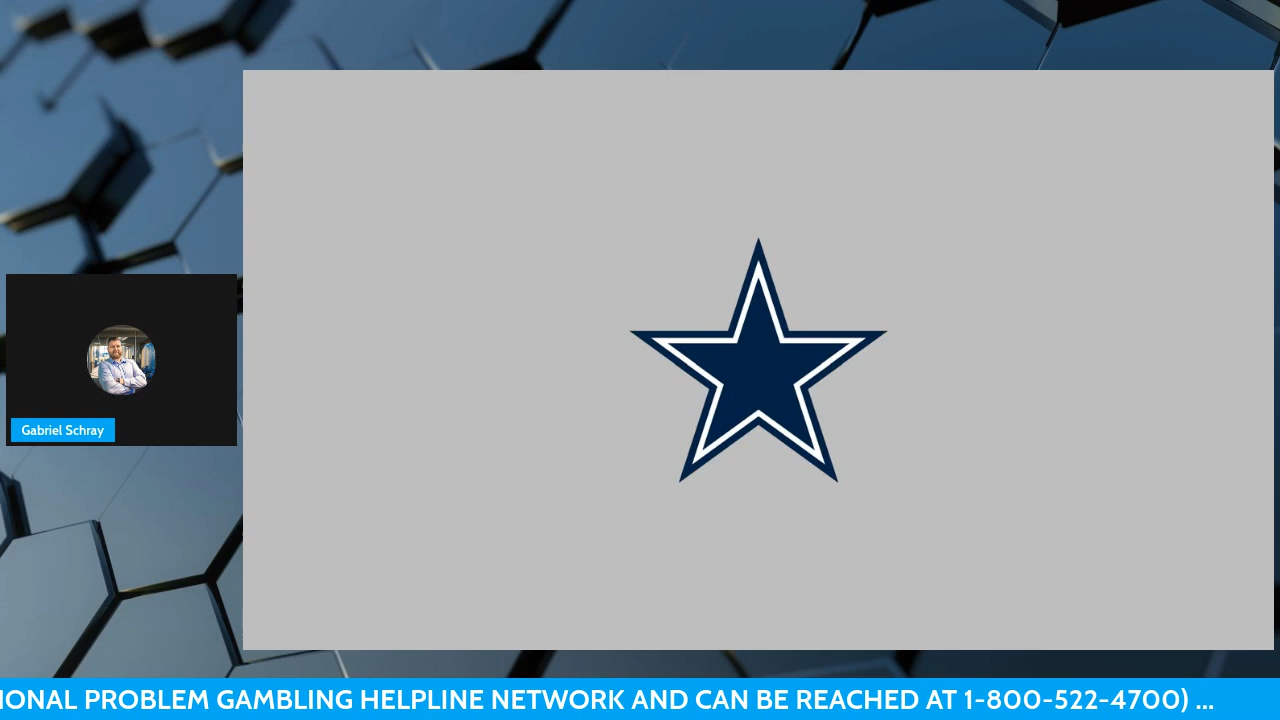 Gabriel Schray
IONAL PROBLEM GAMBLING HELPLINE NETWORK AND CAN BE REACHED AT 1-800-522-4700) ...